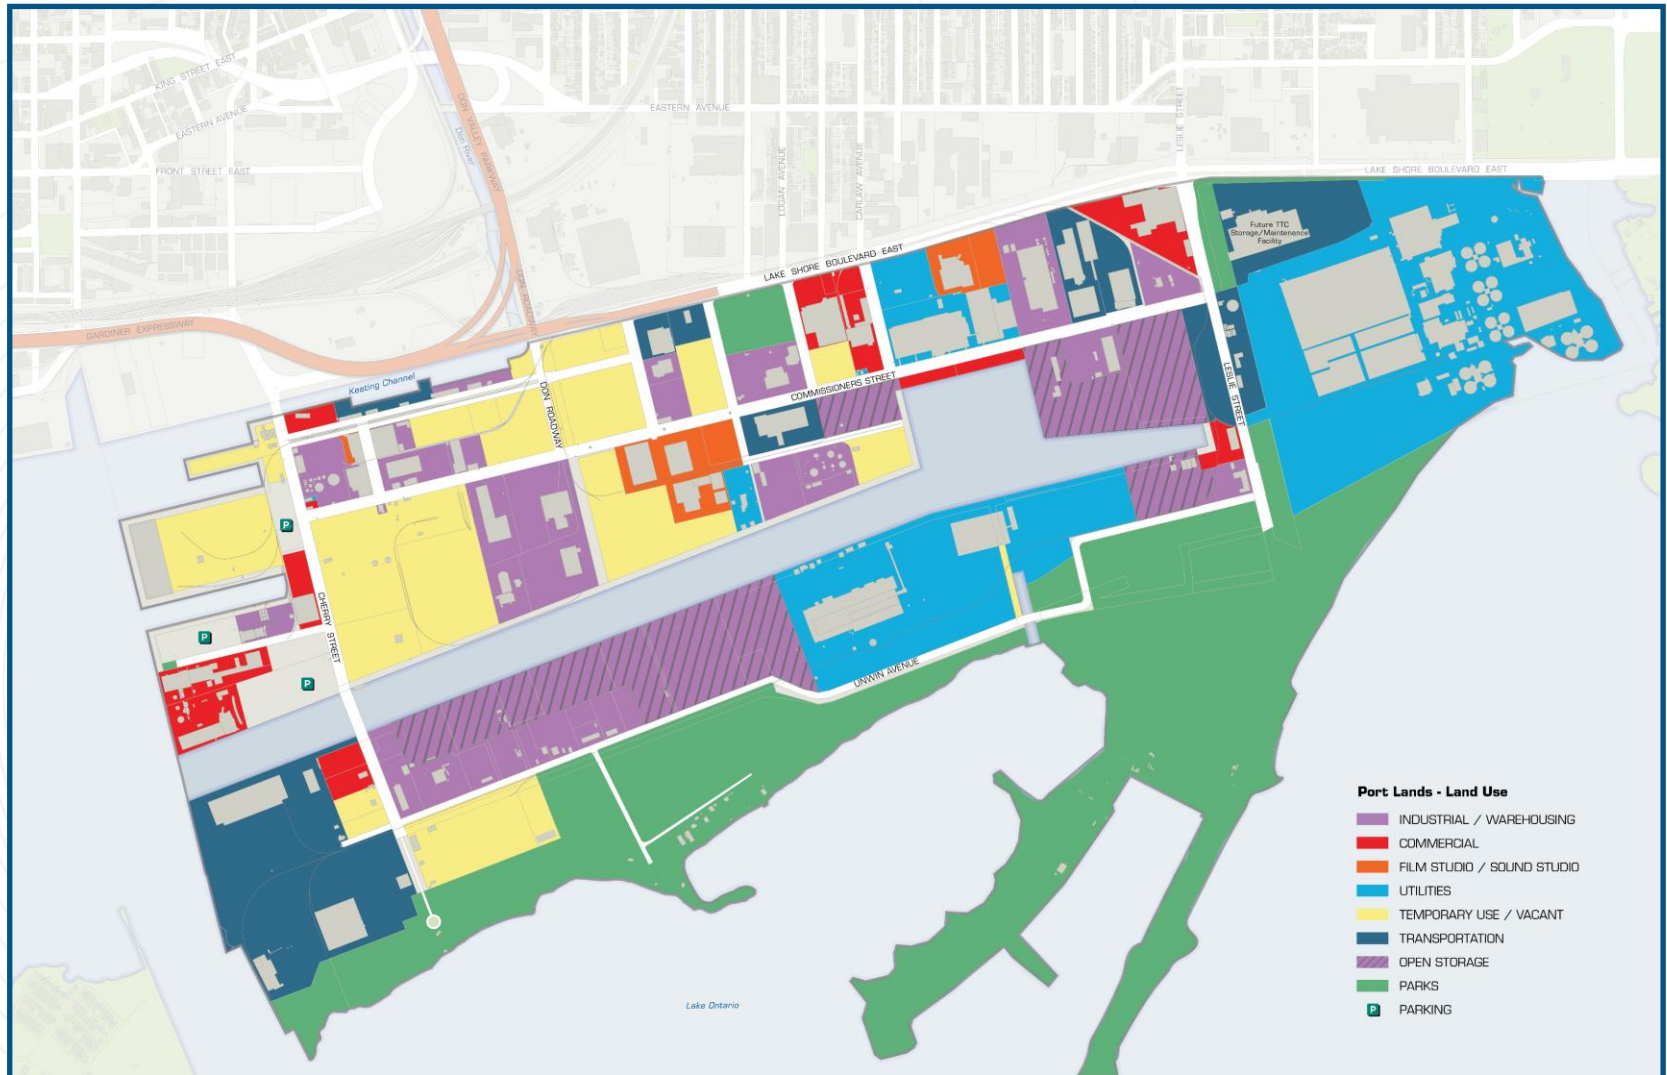 KING STREET EAST
EASTERN AVENUE
FRONT STREET EAST
DON VALLEY PARKWAY
Don River
EASTERN AVENUE
LOGAN AVENUE
CARLAW AVENUE
LESLIE STREET
LAKE SHORE BOULEVARD EAST
GARDINER EXPRESSWAY
DON ROADWAY
LAKE SHORE BOULEVARD EAST
Future TTC
Storage/Maintenence
Facility
Keating Channel
DON ROADWAY
COMMISSIONERS STREET
LESLIE STREET
P
CHERRY STREET
P
P
UNWIN AVENUE
Lake Ontario
Port Lands - Land Use
INDUSTRIAL / WAREHOUSING
COMMERCIAL
FILM STUDIO / SOUND STUDIO
UTILITIES
TEMPORARY USE / VACANT
TRANSPORTATION
OPEN STORAGE
PARKS
P PARKING